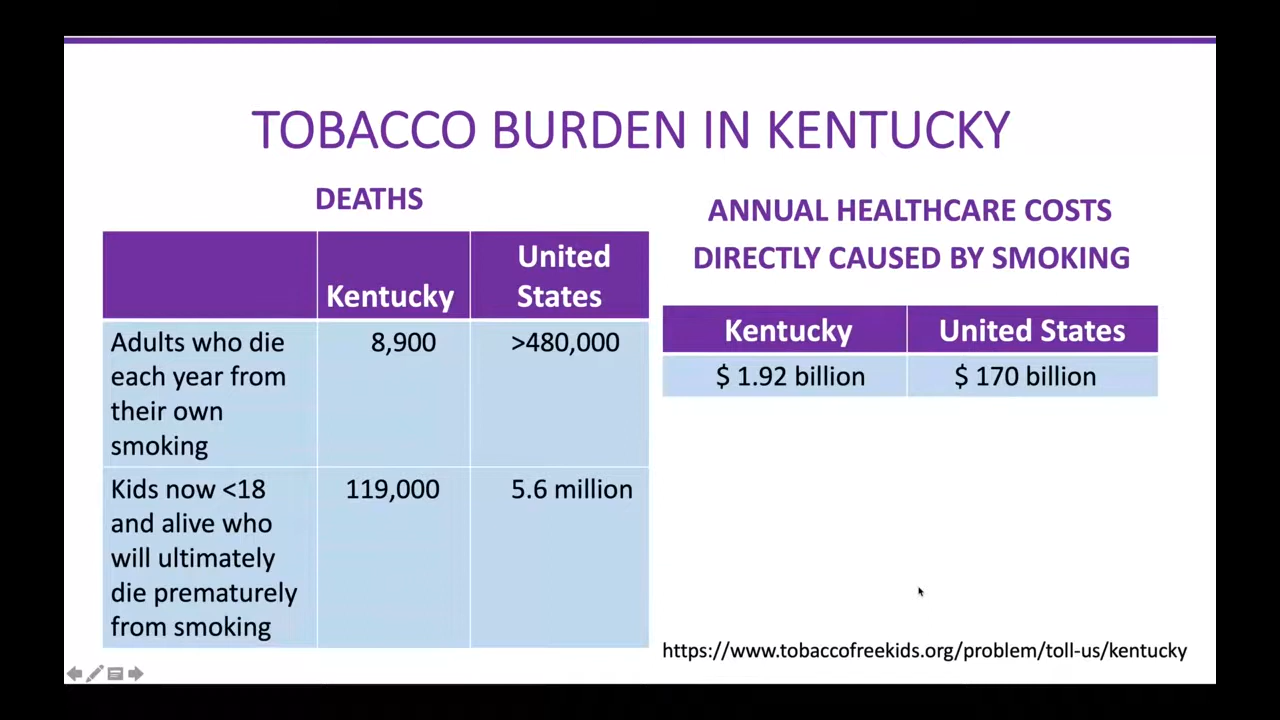 TOBACCO BURDEN IN KENTUCKY
DEATHS
Kentucky
United
States
Adults who die
each year from
their own
smoking
8,900
>480,000
Kids now <18
and alive who
will ultimately
die prematurely
from smoking
119,000
5.6 million
ANNUAL HEALTHCARE COSTS
DIRECTLY CAUSED BY SMOKING
Kentucky
United States
$ 1.92 billion
$ 170 billion
https://www.tobaccofreekids.org/problem/toll-us/kentucky